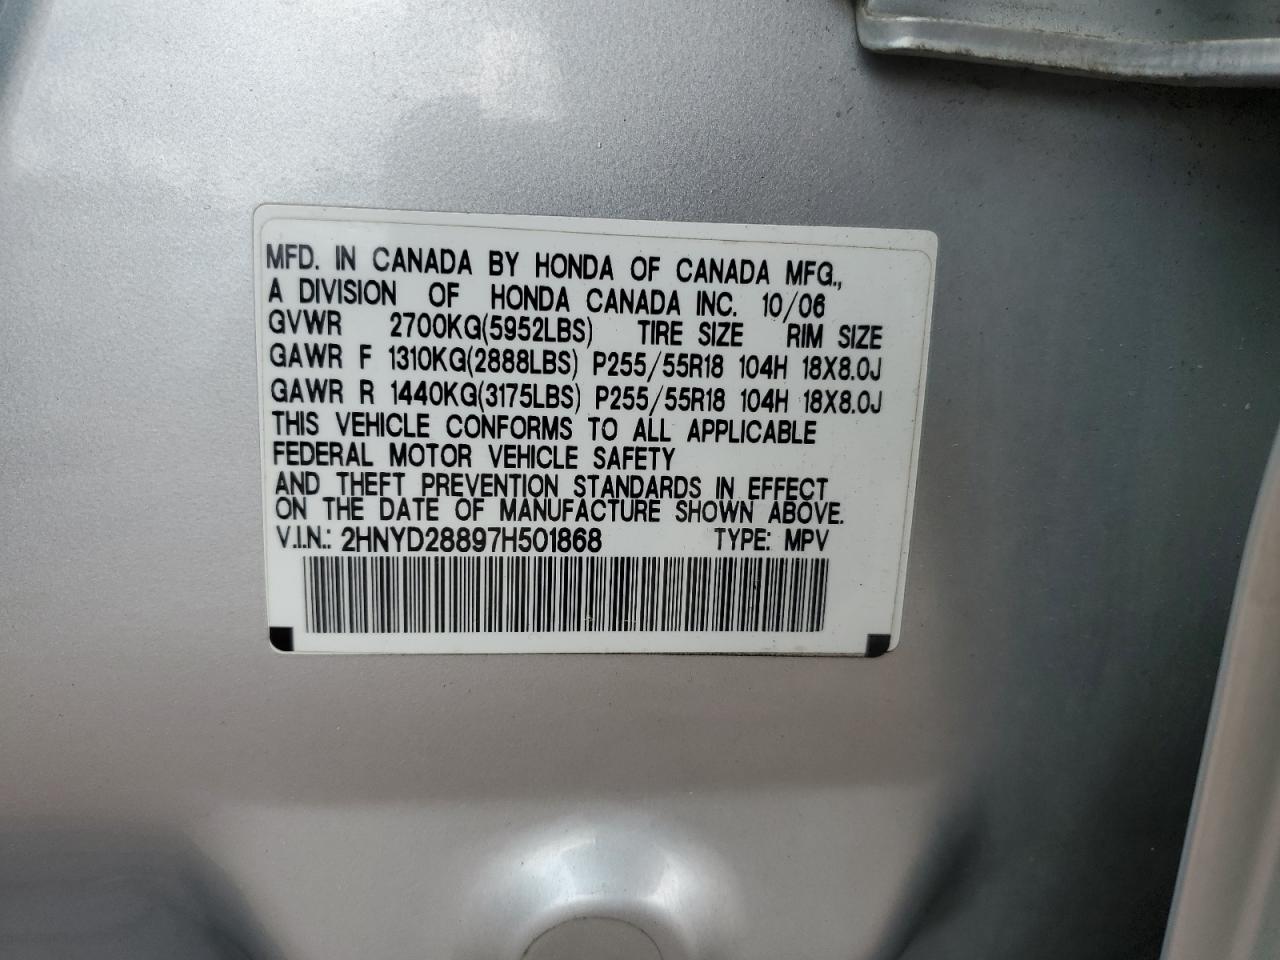 MFD. IN CANADA BY HONDA OF CANADA MFG.,
A DIVISION OF HONDA CANADA INC. 10/06
GVWR 2700KG(5952LBS) TIRE SIZE RIM SIZE
GAWR F 1310KG(2888LBS) P255/55R18 104H 18X8.0J
GAWR R 1440KG(3175LBS) P255/55R18 104H 18X8.0J
THIS VEHICLE CONFORMS TO ALL APPLICABLE
FEDERAL MOTOR VEHICLE SAFETY
AND THEFT PREVENTION STANDARDS IN EFFECT
ON THE DATE OF MANUFACTURE SHOWN ABOVE.
V.I.N.: 2HNYD28897H501868 TYPE: MPV